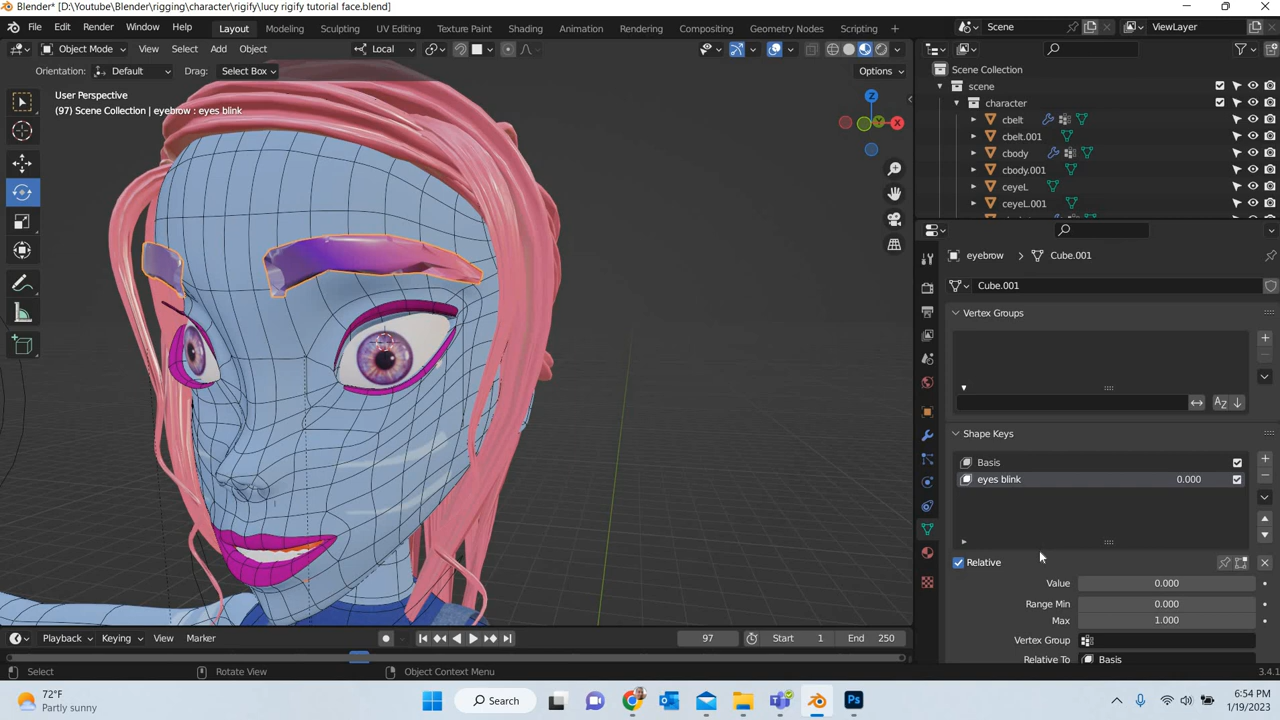 Blender* [D:\Youtube\Blender\rigging\character\rigify\lucy rigify tutorial face.blend]
File Edit Render Window Help Layout Modeling Sculpting UV Editing Texture Paint Shading Animation Rendering Compositing Geometry Nodes Scripting Scene ViewLayer
Object Mode View Select Add Object Local
Orientation: Default Drag: Select Box Options
Scene Collection
User Perspective
(97) Scene Collection | eyebrow : eyes blink
scene
character
cbelt
cbelt.001
cbody
cbody.001
ceyeL
ceyeL.001
Z
Y
X
eyebrow Cube.001
Cube.001
Vertex Groups
Shape Keys
Basis
eyes blink 0.000
Relative
Value 0.000
Range Min 0.000
Max 1.000
Vertex Group
Relative To Basis
Playback Keying View Marker 97 Start 1 End 250
Select Rotate View Object Context Menu 3.4.1
72°F
Partly sunny
Search
6:54 PM
1/19/2023